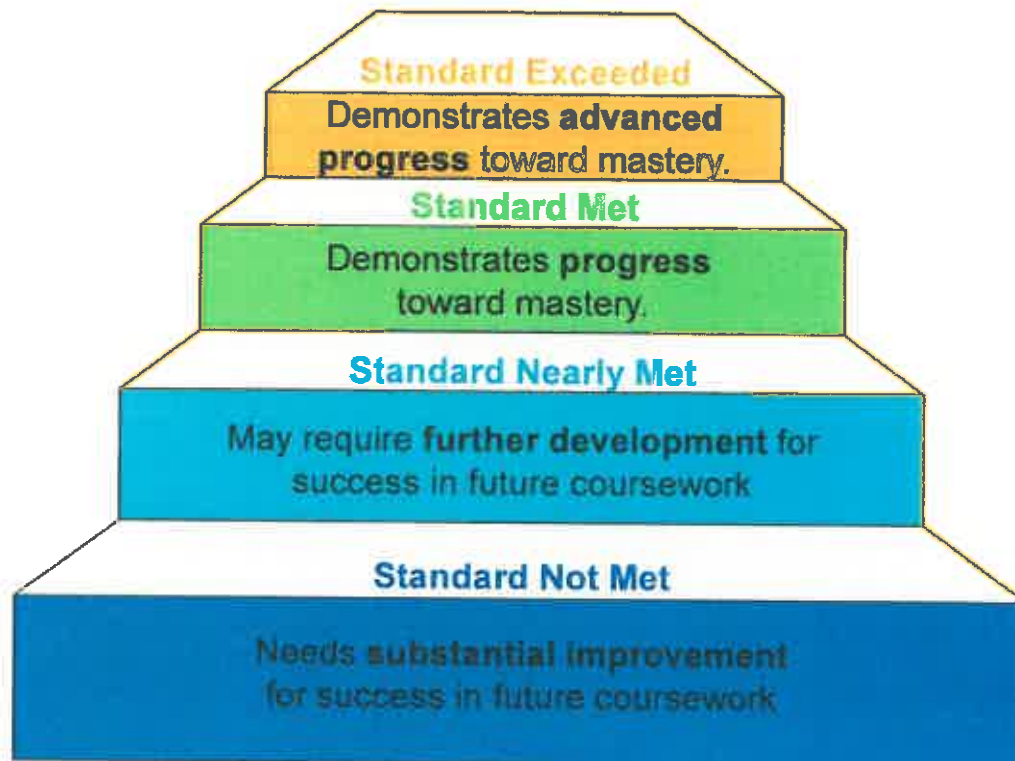 Standard Exceeded
Demonstrates advanced
progress toward mastery.
Standard Met
Demonstrates progress
toward mastery.
Standard Nearly Met
May require further development for
success in future coursework
Standard Not Met
Needs substantial improvement
for success in future coursework